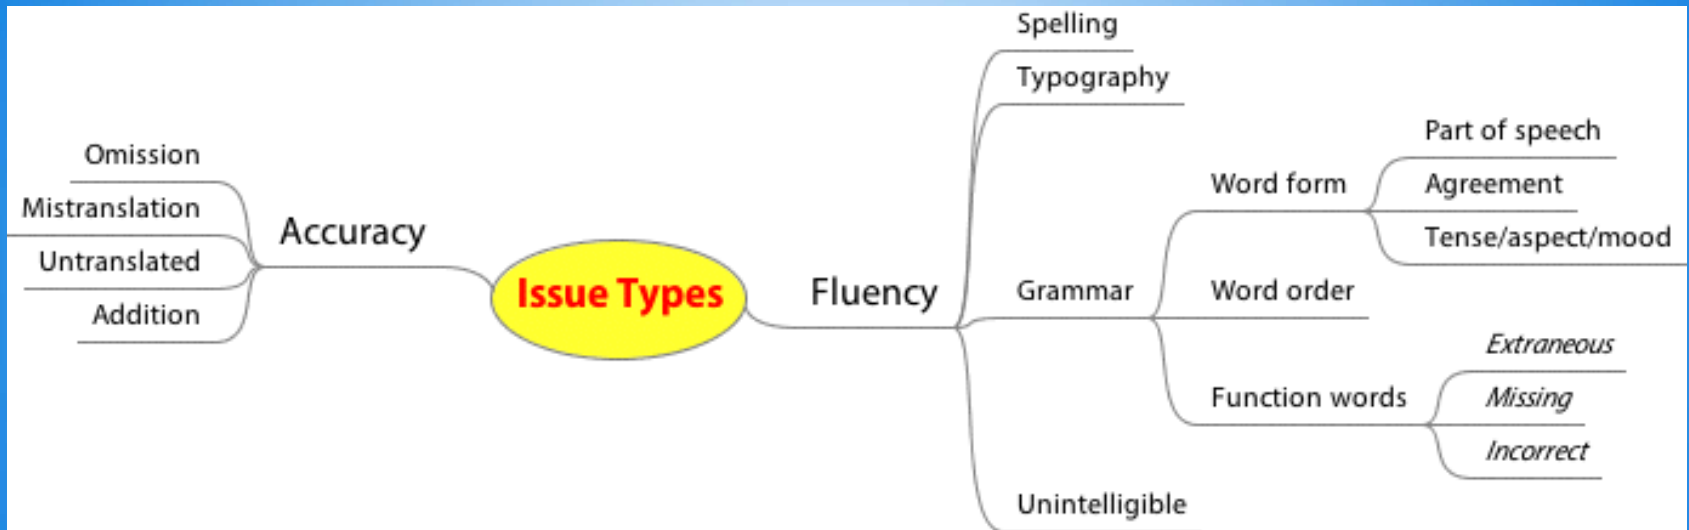 Issue Types
Accuracy
Omission
Mistranslation
Untranslated
Addition
Fluency
Spelling
Typography
Grammar
Word form
Part of speech
Agreement
Tense/aspect/mood
Word order
Function words
Extraneous
Missing
Incorrect
Unintelligible